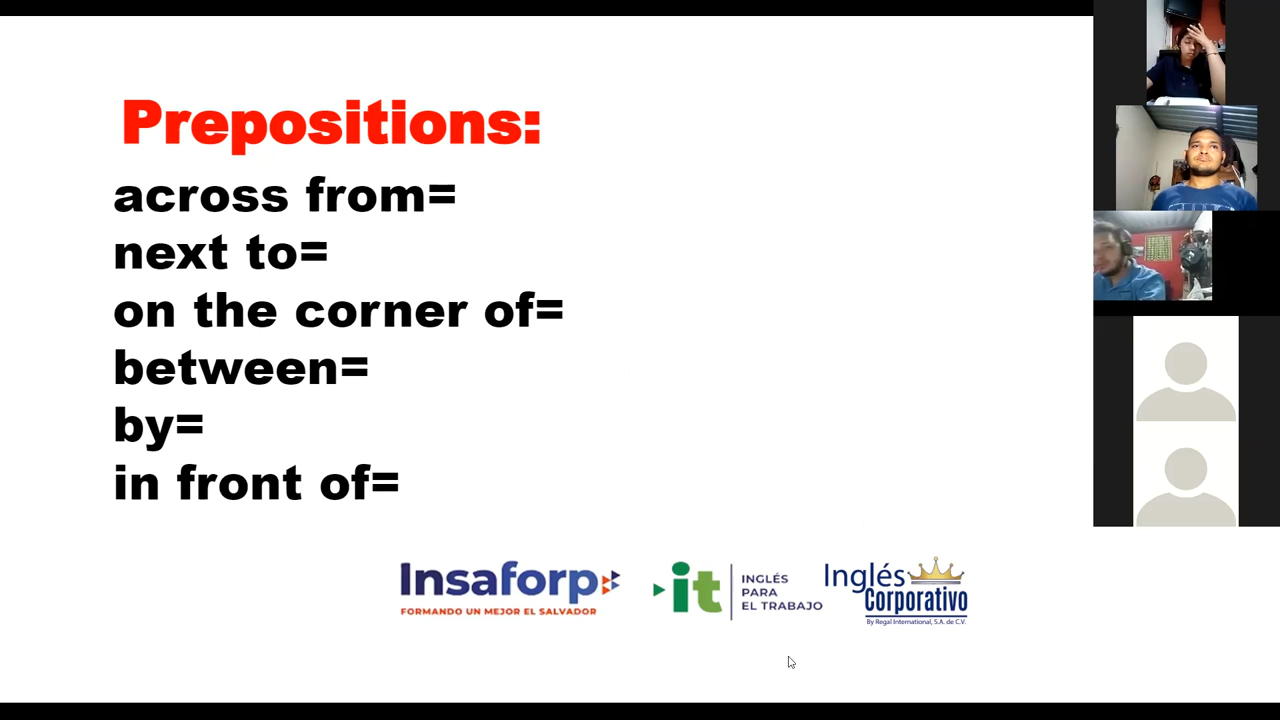 Prepositions:
across from=
next to=
on the corner of=
between=
by=
in front of=
Insaforp
FORMANDO UN MEJOR EL SALVADOR
it
INGLÉS
PARA
EL TRABAJO
Inglés
Corporativo
By Regal International, S.A. de C.V.